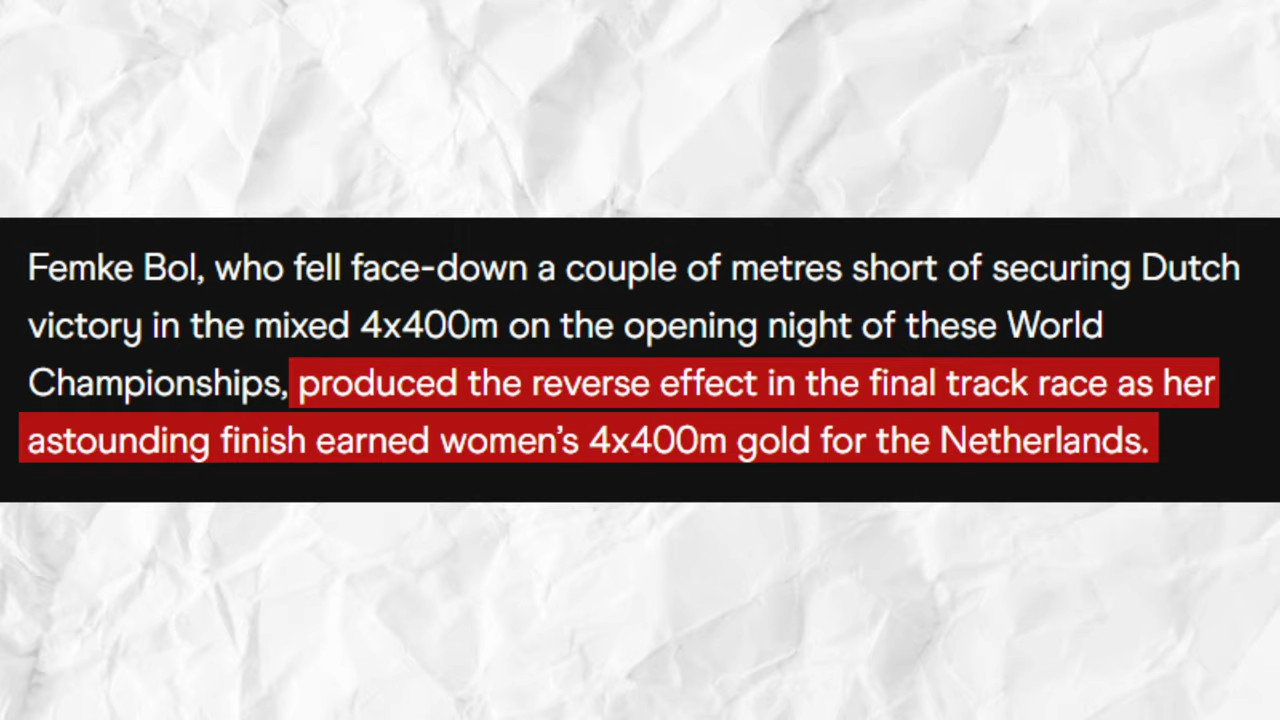 Femke Bol, who fell face-down a couple of metres short of securing Dutch
victory in the mixed 4x400m on the opening night of these World
Championships, produced the reverse effect in the final track race as her
astounding finish earned women’s 4x400m gold for the Netherlands.